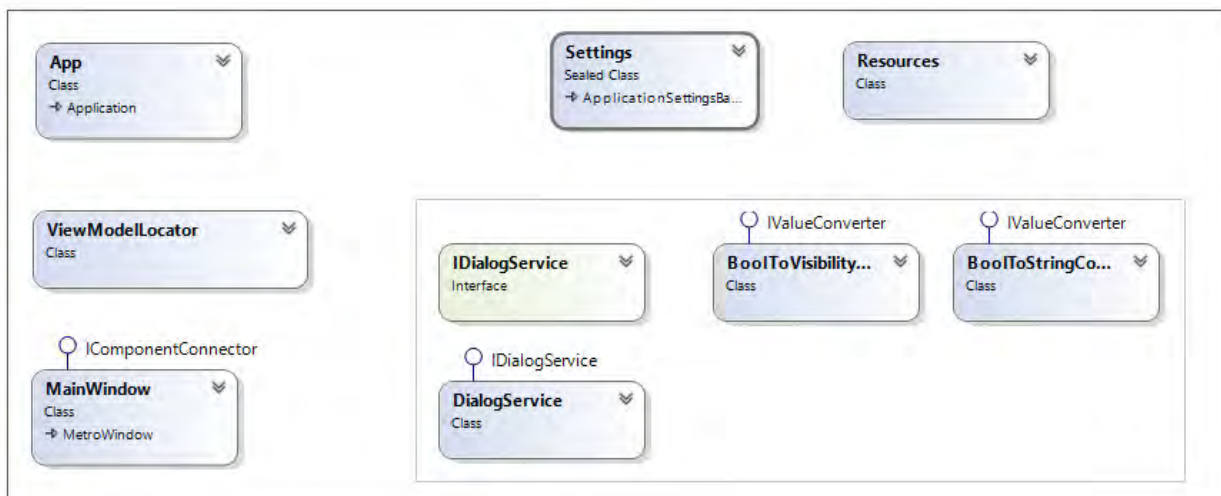 App
Class
Application
Settings
Sealed Class
ApplicationSettingsBa...
Resources
Class
ViewModelLocator
Class
IComponentConnector
MainWindow
Class
MetroWindow
IDialogService
Interface
IValueConverter
BoolToVisibility...
Class
IValueConverter
BoolToStringCo...
Class
IDialogService
DialogService
Class